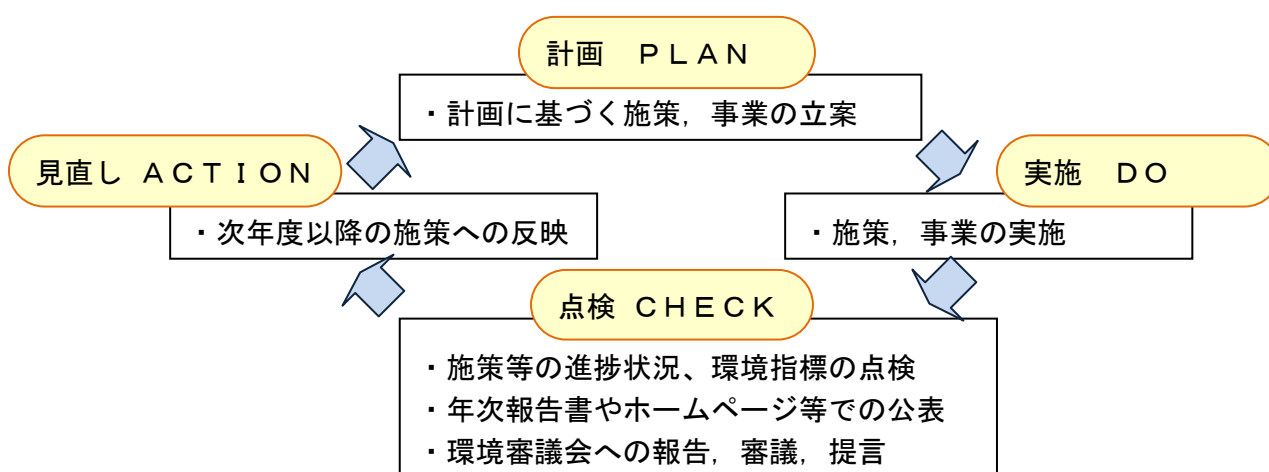 計画　ＰＬＡＮ
・計画に基づく施策，事業の立案
見直し ＡＣＴＩＯＮ
・次年度以降の施策への反映
実施　ＤＯ
・施策，事業の実施
点検 ＣＨＥＣＫ
・施策等の進捗状況、環境指標の点検
・年次報告書やホームページ等での公表
・環境審議会への報告，審議，提言